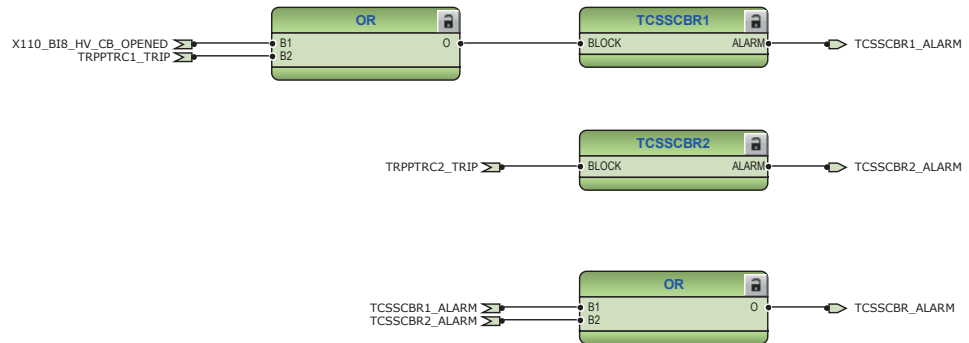 OR
TCSSCBR1
X110_BI8_HV_CB_OPENED
B1
O
BLOCK
ALARM
TCSSCBR1_ALARM
TRPPTRC1_TRIP
B2
TCSSCBR2
TRPPTRC2_TRIP
BLOCK
ALARM
TCSSCBR2_ALARM
OR
TCSSCBR1_ALARM
B1
O
TCSSCBR_ALARM
TCSSCBR2_ALARM
B2